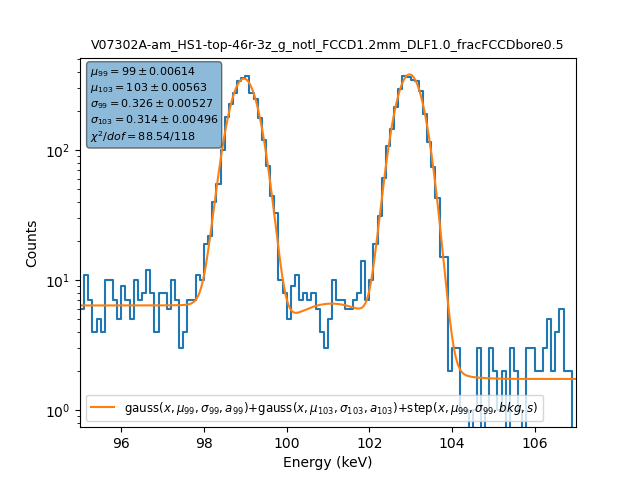 V07302A-am_HS1-top-46r-3z_g_notl_FCCD1.2mm_DLF1.0_fracFCCDbore0.5
μ₉₉ = 99 ± 0.00614
μ₁₀₃ = 103 ± 0.00563
σ₉₉ = 0.326 ± 0.00527
σ₁₀₃ = 0.314 ± 0.00496
χ²/dof = 88.54/118
10²
10¹
10⁰
Counts
gauss(x, μ₉₉, σ₉₉, a₉₉)+gauss(x, μ₁₀₃, σ₁₀₃, a₁₀₃)+step(x, μ₉₉, σ₉₉, bkg, s)
96 98 100 102 104 106
Energy (keV)